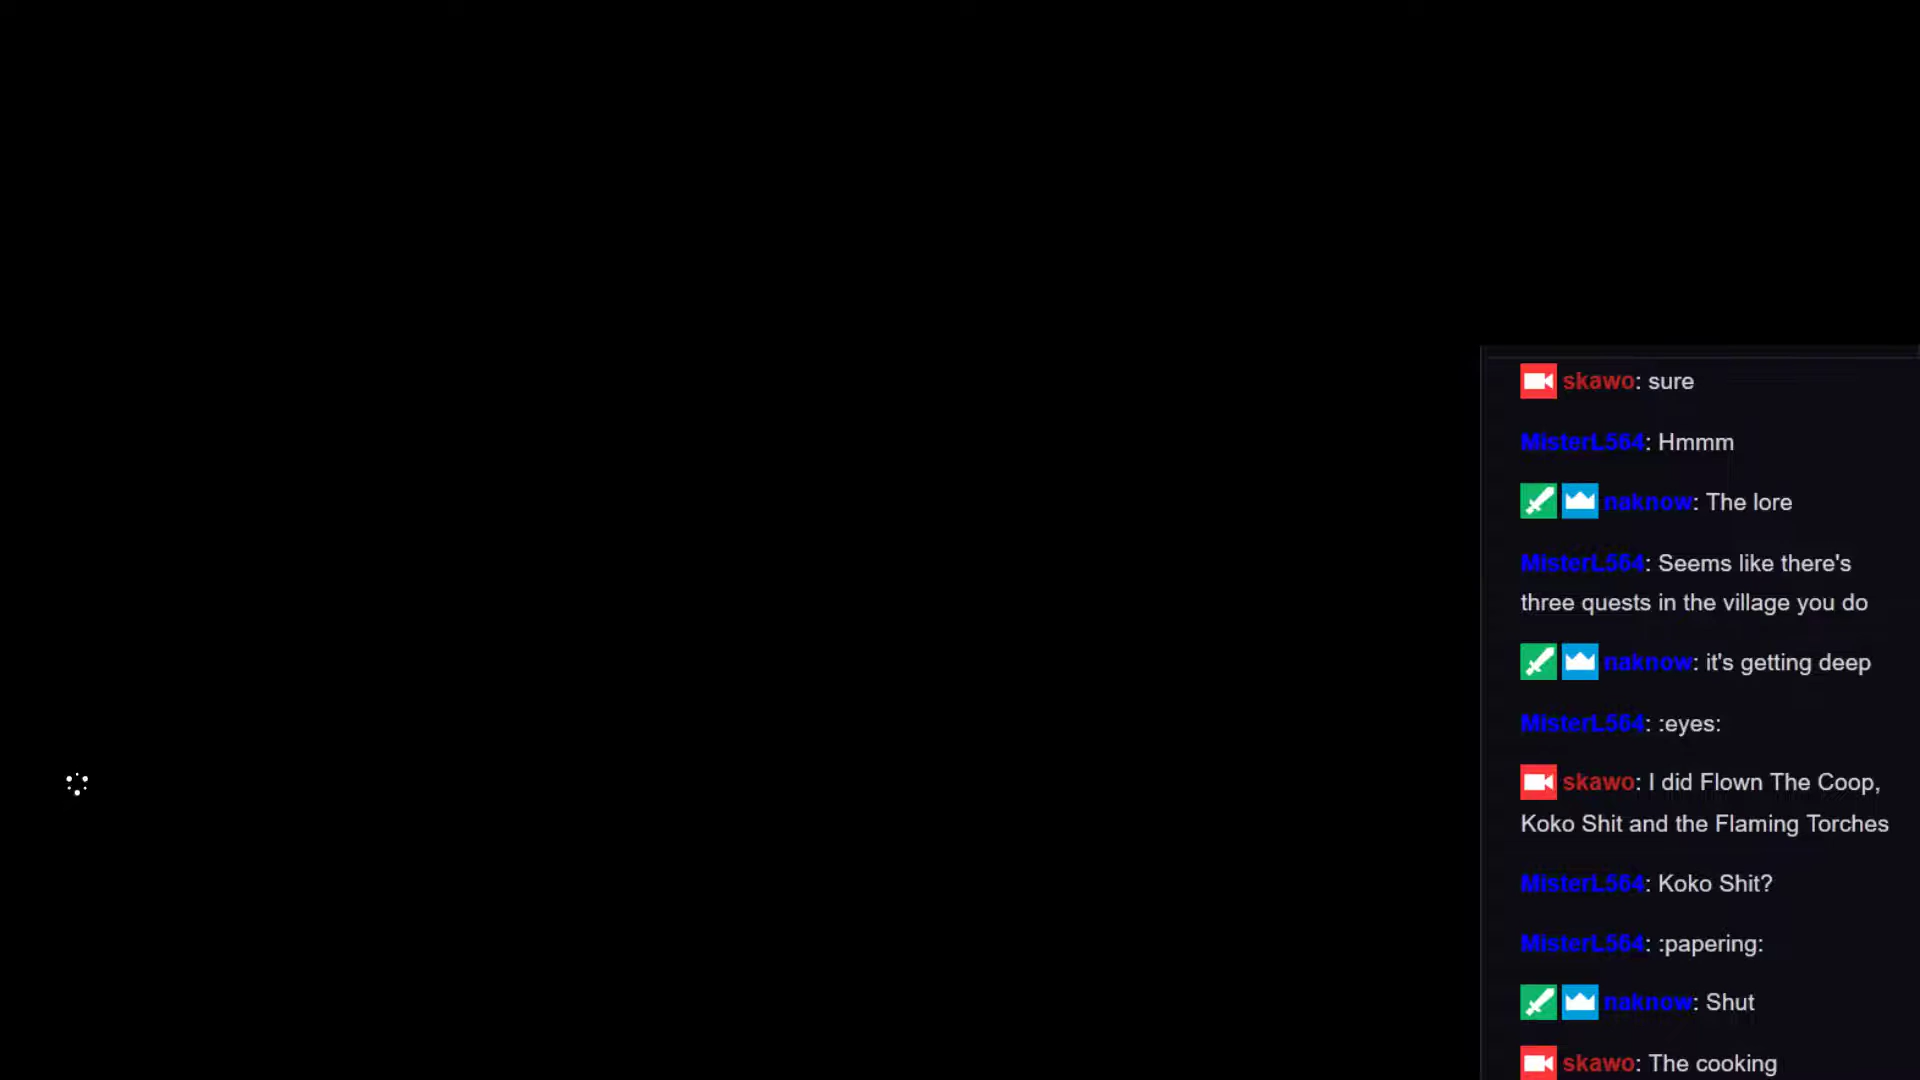 skawo: sure
MisterL564: Hmmm
naknow: The lore
MisterL564: Seems like there's
three quests in the village you do
naknow: it's getting deep
MisterL564: :eyes:
skawo: I did Flown The Coop,
Koko Shit and the Flaming Torches
MisterL564: Koko Shit?
MisterL564: :papering:
naknow: Shut
skawo: The cooking